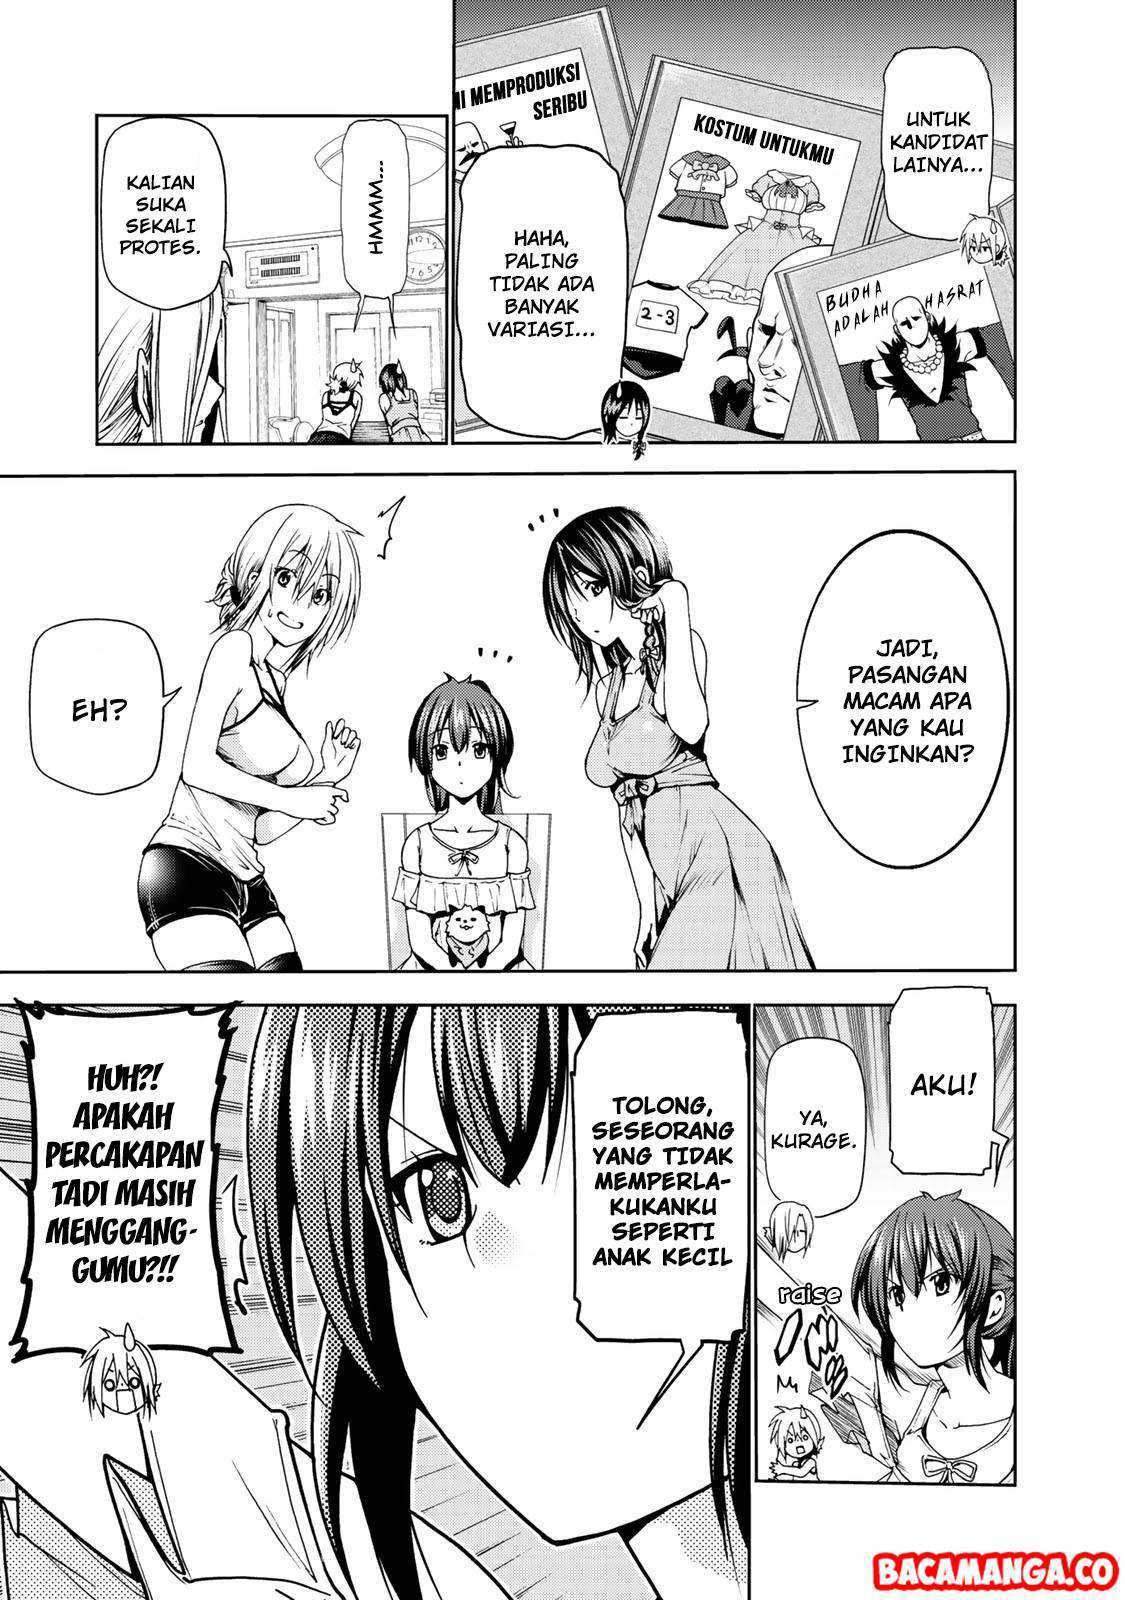 UNTUK
KANDIDAT
LAINYA...
MI MEMPRODUKSI
SERIBU
KOSTUM UNTUKMU
2-3
BUDHA
ADALAH
HASRAT
HAHA,
PALING
TIDAK ADA
BANYAK
VARIASI...
HMMM...
KALIAN
SUKA
SEKALI
PROTES.
JADI,
PASANGAN
MACAM APA
YANG KAU
INGINKAN?
EH?
AKU!
YA,
KURAGE.
raise
TOLONG,
SESEORANG
YANG TIDAK
MEMPERLA-
KUKANKU
SEPERTI
ANAK KECIL
HUH?!
APAKAH
PERCAKAPAN
TADI MASIH
MENGGANG-
GUMU?!!
BACAMANGA.CO